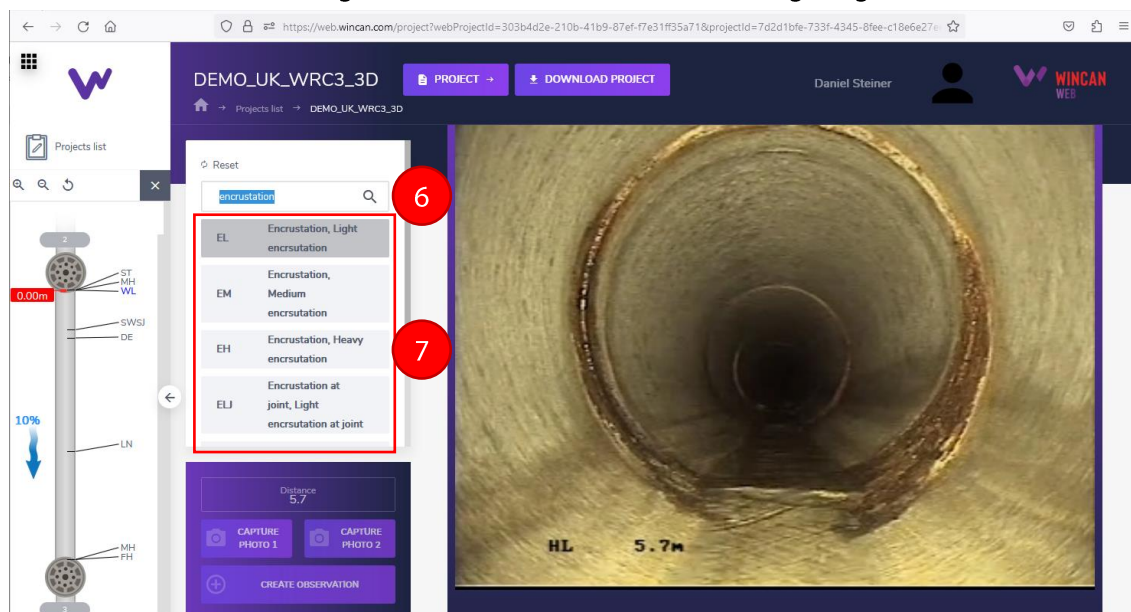 https://web.wincan.com/project?webProjectId=303b4d2e-210b-41b9-87ef-f7e31ff35a71&projectId=7d2d1bfe-733f-4345-8fee-c18e6e27e
DEMO_UK_WRC3_3D
PROJECT →
DOWNLOAD PROJECT
Daniel Steiner
WINCAN
WEB
→ Projects list → DEMO_UK_WRC3_3D
Projects list
Reset
encrustation
6
EL
Encrustation, Light
encrsutation
EM
Encrustation,
Medium
encrsutation
EH
Encrustation, Heavy
encrsutation
7
ELJ
Encrustation at
joint, Light
encrsutation at joint
2
ST
MH
WL
0.00m
SWSJ
DE
10%
LN
MH
FH
3
Distance
5.7
CAPTURE
PHOTO 1
CAPTURE
PHOTO 2
CREATE OBSERVATION
HL 5.7m